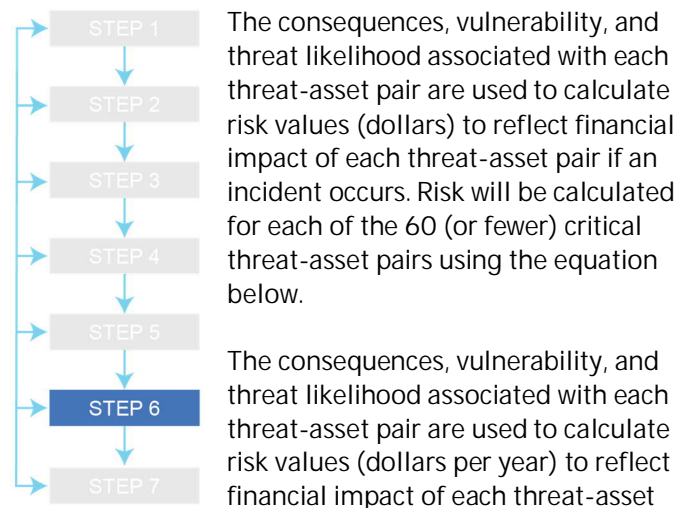 STEP 1
STEP 2
STEP 3
STEP 4
STEP 5
STEP 6
STEP 7
The consequences, vulnerability, and
threat likelihood associated with each
threat-asset pair are used to calculate
risk values (dollars) to reflect financial
impact of each threat-asset pair if an
incident occurs. Risk will be calculated
for each of the 60 (or fewer) critical
threat-asset pairs using the equation
below.
The consequences, vulnerability, and
threat likelihood associated with each
threat-asset pair are used to calculate
risk values (dollars per year) to reflect
financial impact of each threat-asset